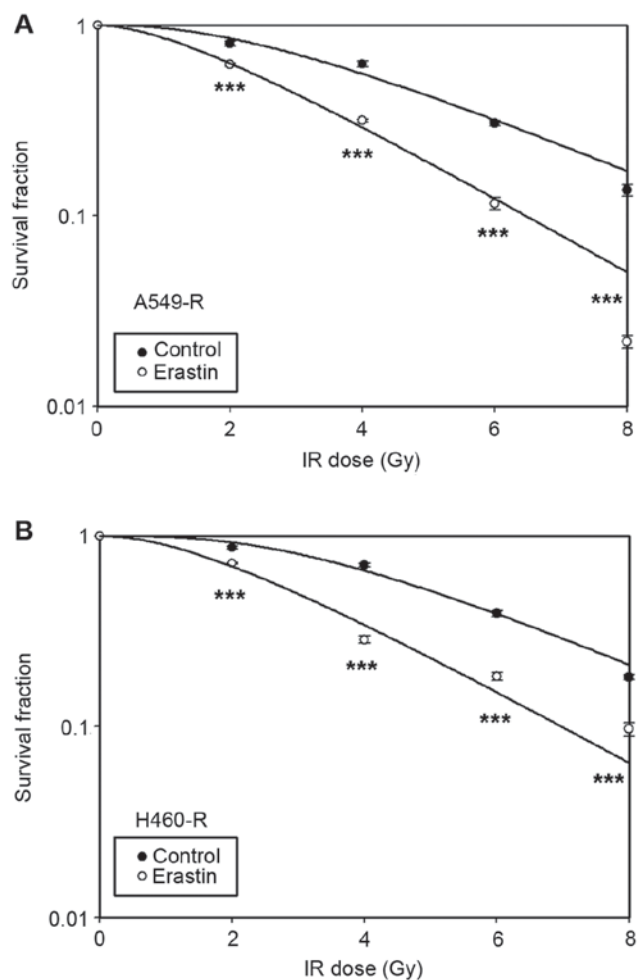 A
1
0.1
0.01
Survival fraction
***
***
***
***
A549-R
Control
Erastin
0 2 4 6 8
IR dose (Gy)
B
1
0.1
0.01
Survival fraction
***
***
***
***
H460-R
Control
Erastin
0 2 4 6 8
IR dose (Gy)